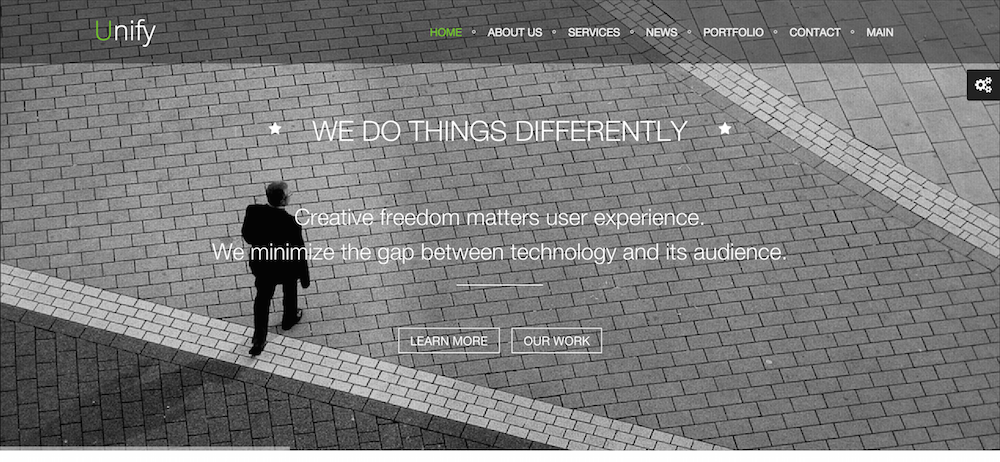 Unify
HOME ABOUT US SERVICES NEWS PORTFOLIO CONTACT MAIN
WE DO THINGS DIFFERENTLY
Creative freedom matters user experience.
We minimize the gap between technology and its audience.
LEARN MORE OUR WORK